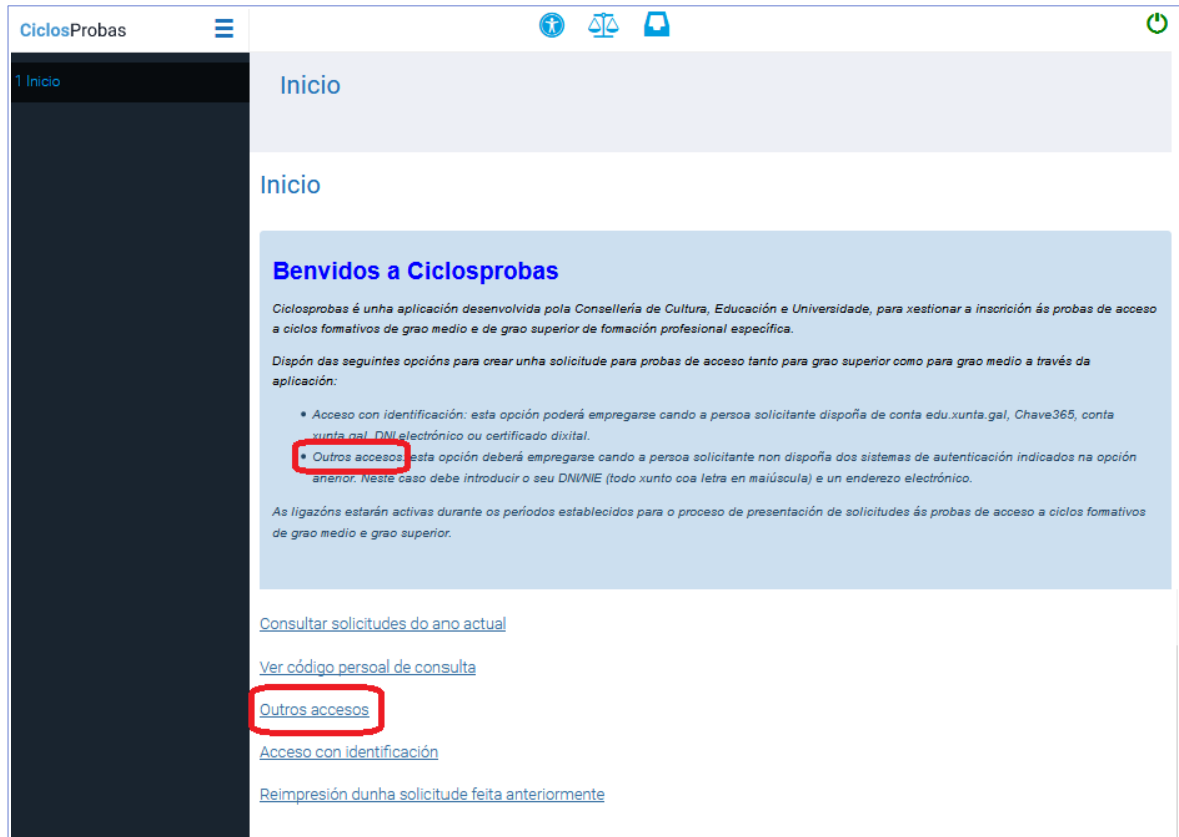 CiclosProbas
1 Inicio
Inicio
Inicio
Benvidos a Ciclosprobas
Ciclosprobas é unha aplicación desenvolvida pola Consellería de Cultura, Educación e Universidade, para xestionar a inscrición ás probas de acceso
a ciclos formativos de grao medio e de grao superior de formación profesional específica.
Dispón das seguintes opcións para crear unha solicitude para probas de acceso tanto para grao superior como para grao medio a través da
aplicación:
• Acceso con identificación: esta opción poderá empregarse cando a persoa solicitante dispoña de conta edu.xunta.gal, Chave365, conta
xunta.gal, DNI electrónico ou certificado dixital.
• Outros accesos: esta opción deberá empregarse cando a persoa solicitante non dispoña dos sistemas de autenticación indicados na opción
anerior. Neste caso debe introducir o seu DNI/NIE (todo xunto coa letra en maiúscula) e un enderezo electrónico.
As ligazóns estarán activas durante os períodos establecidos para o proceso de presentación de solicitudes ás probas de acceso a ciclos formativos
de grao medio e grao superior.
Consultar solicitudes do ano actual
Ver código persoal de consulta
Outros accesos
Acceso con identificación
Reimpresión dunha solicitude feita anteriormente